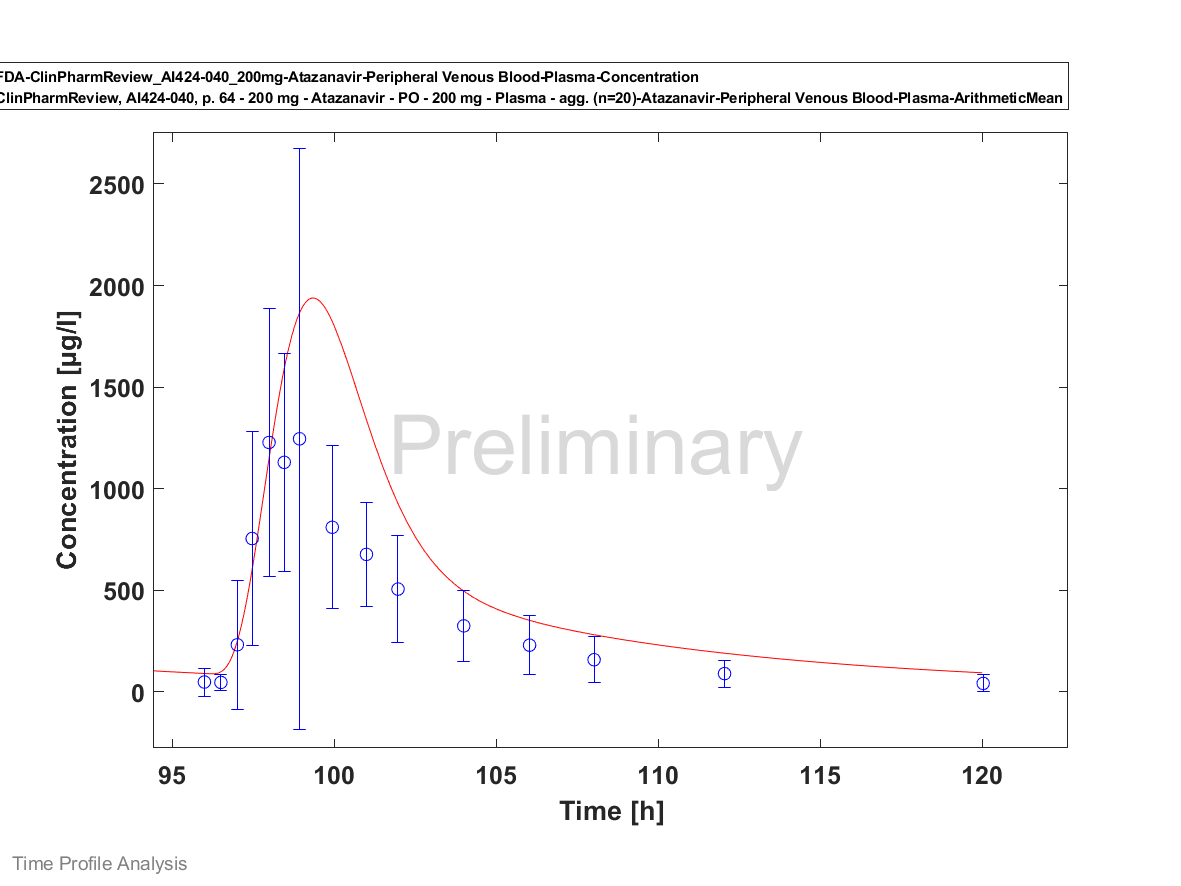 FDA-ClinPharmReview_AI424-040_200mg-Atazanavir-Peripheral Venous Blood-Plasma-Concentration
ClinPharmReview, AI424-040, p. 64 - 200 mg - Atazanavir - PO - 200 mg - Plasma - agg. (n=20)-Atazanavir-Peripheral Venous Blood-Plasma-ArithmeticMean
2500
2000
1500
1000
500
0
Concentration [µg/l]
Preliminary
95 100 105 110 115 120
Time [h]
Time Profile Analysis